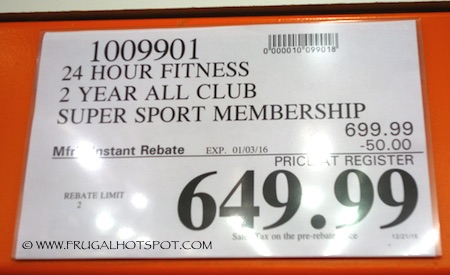 1009901
000010099018
24 HOUR FITNESS
2 YEAR ALL CLUB
SUPER SPORT MEMBERSHIP
699.99
Mfr's Instant Rebate EXP. 01/03/16 -50.00
PRICE AT REGISTER
649.99
REBATE LIMIT
2
Sales Tax on the pre-rebate price
© WWW.FRUGALHOTSPOT.COM